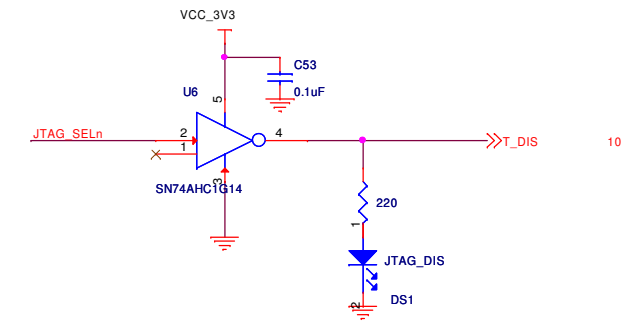 VCC_3V3
C53
0.1uF
U6
5
JTAG_SELn
2
1
4
T_DIS
10
3
SN74AHC1G14
220
1
JTAG_DIS
DS1
2